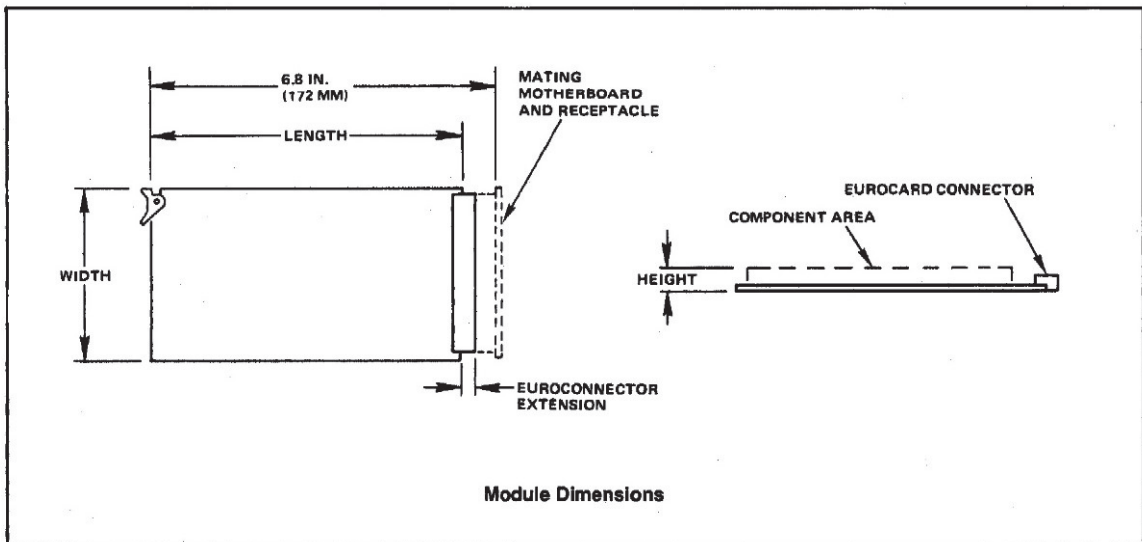 6.8 IN.
(172 MM)
LENGTH
MATING
MOTHERBOARD
AND RECEPTACLE
WIDTH
EUROCONNECTOR
EXTENSION
EUROCARD CONNECTOR
COMPONENT AREA
HEIGHT
Module Dimensions